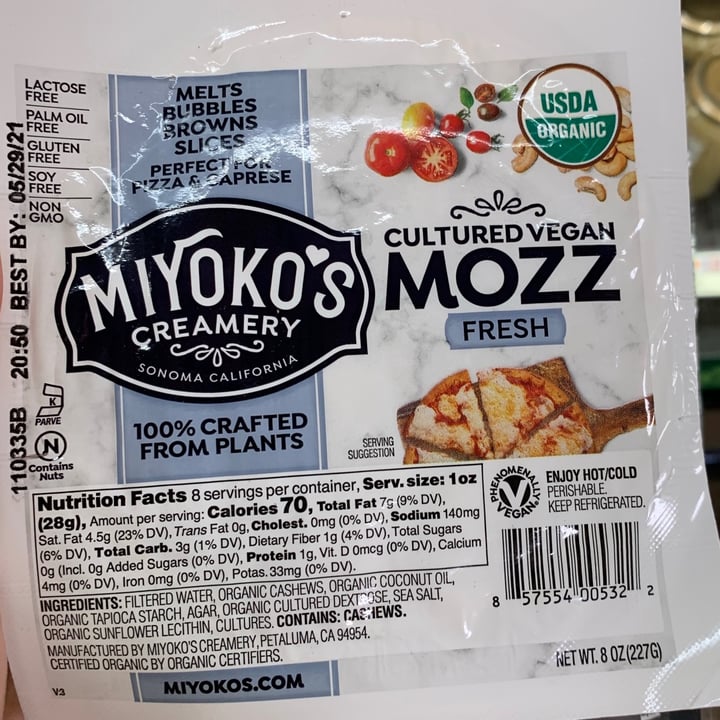 LACTOSE
FREE
PALM OIL
FREE
GLUTEN
FREE
SOY
FREE
NON
GMO
110335B 20:50 BEST BY: 05/29/21
K
PARVE
N
Contains
Nuts
MELTS
BUBBLES
BROWNS
SLICES
PERFECT FOR
PIZZA & CAPRESE
USDA
ORGANIC
MIYOKO'S
CREAMERY
SONOMA CALIFORNIA
100% CRAFTED
FROM PLANTS
CULTURED VEGAN
MOZZ
FRESH
SERVING
SUGGESTION
Nutrition Facts 8 servings per container, Serv. size: 1 oz
(28g), Amount per serving: Calories 70, Total Fat 7g (9% DV),
Sat. Fat 4.5g (23% DV), Trans Fat 0g, Cholest. 0mg (0% DV), Sodium 140mg
(6% DV), Total Carb. 3g (1% DV), Dietary Fiber 1g (4% DV), Total Sugars
0g (Incl. 0g Added Sugars (0% DV), Protein 1g, Vit. D 0mcg (0% DV), Calcium
4mg (0% DV), Iron 0mg (0% DV), Potas. 33mg (0% DV).
INGREDIENTS: FILTERED WATER, ORGANIC CASHEWS, ORGANIC COCONUT OIL,
ORGANIC TAPIOCA STARCH, AGAR, ORGANIC CULTURED DEXTROSE, SEA SALT,
ORGANIC SUNFLOWER LECITHIN, CULTURES. CONTAINS: CASHEWS.
MANUFACTURED BY MIYOKO'S CREAMERY, PETALUMA, CA 94954.
CERTIFIED ORGANIC BY ORGANIC CERTIFIERS.
PHENOMENALLY
V
VEGAN
ENJOY HOT/COLD
PERISHABLE.
KEEP REFRIGERATED.
8 57554 00532 2
NET WT. 8 OZ (227G)
V3
MIYOKOS.COM